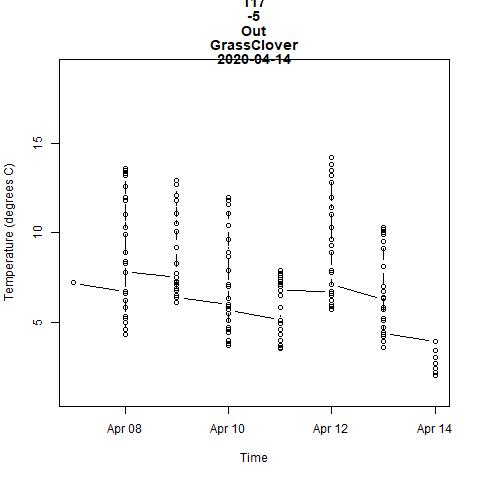 117
-5
Out
GrassClover
2020-04-14
Temperature (degrees C)
15
10
5
Apr 08
Apr 10
Apr 12
Apr 14
Time